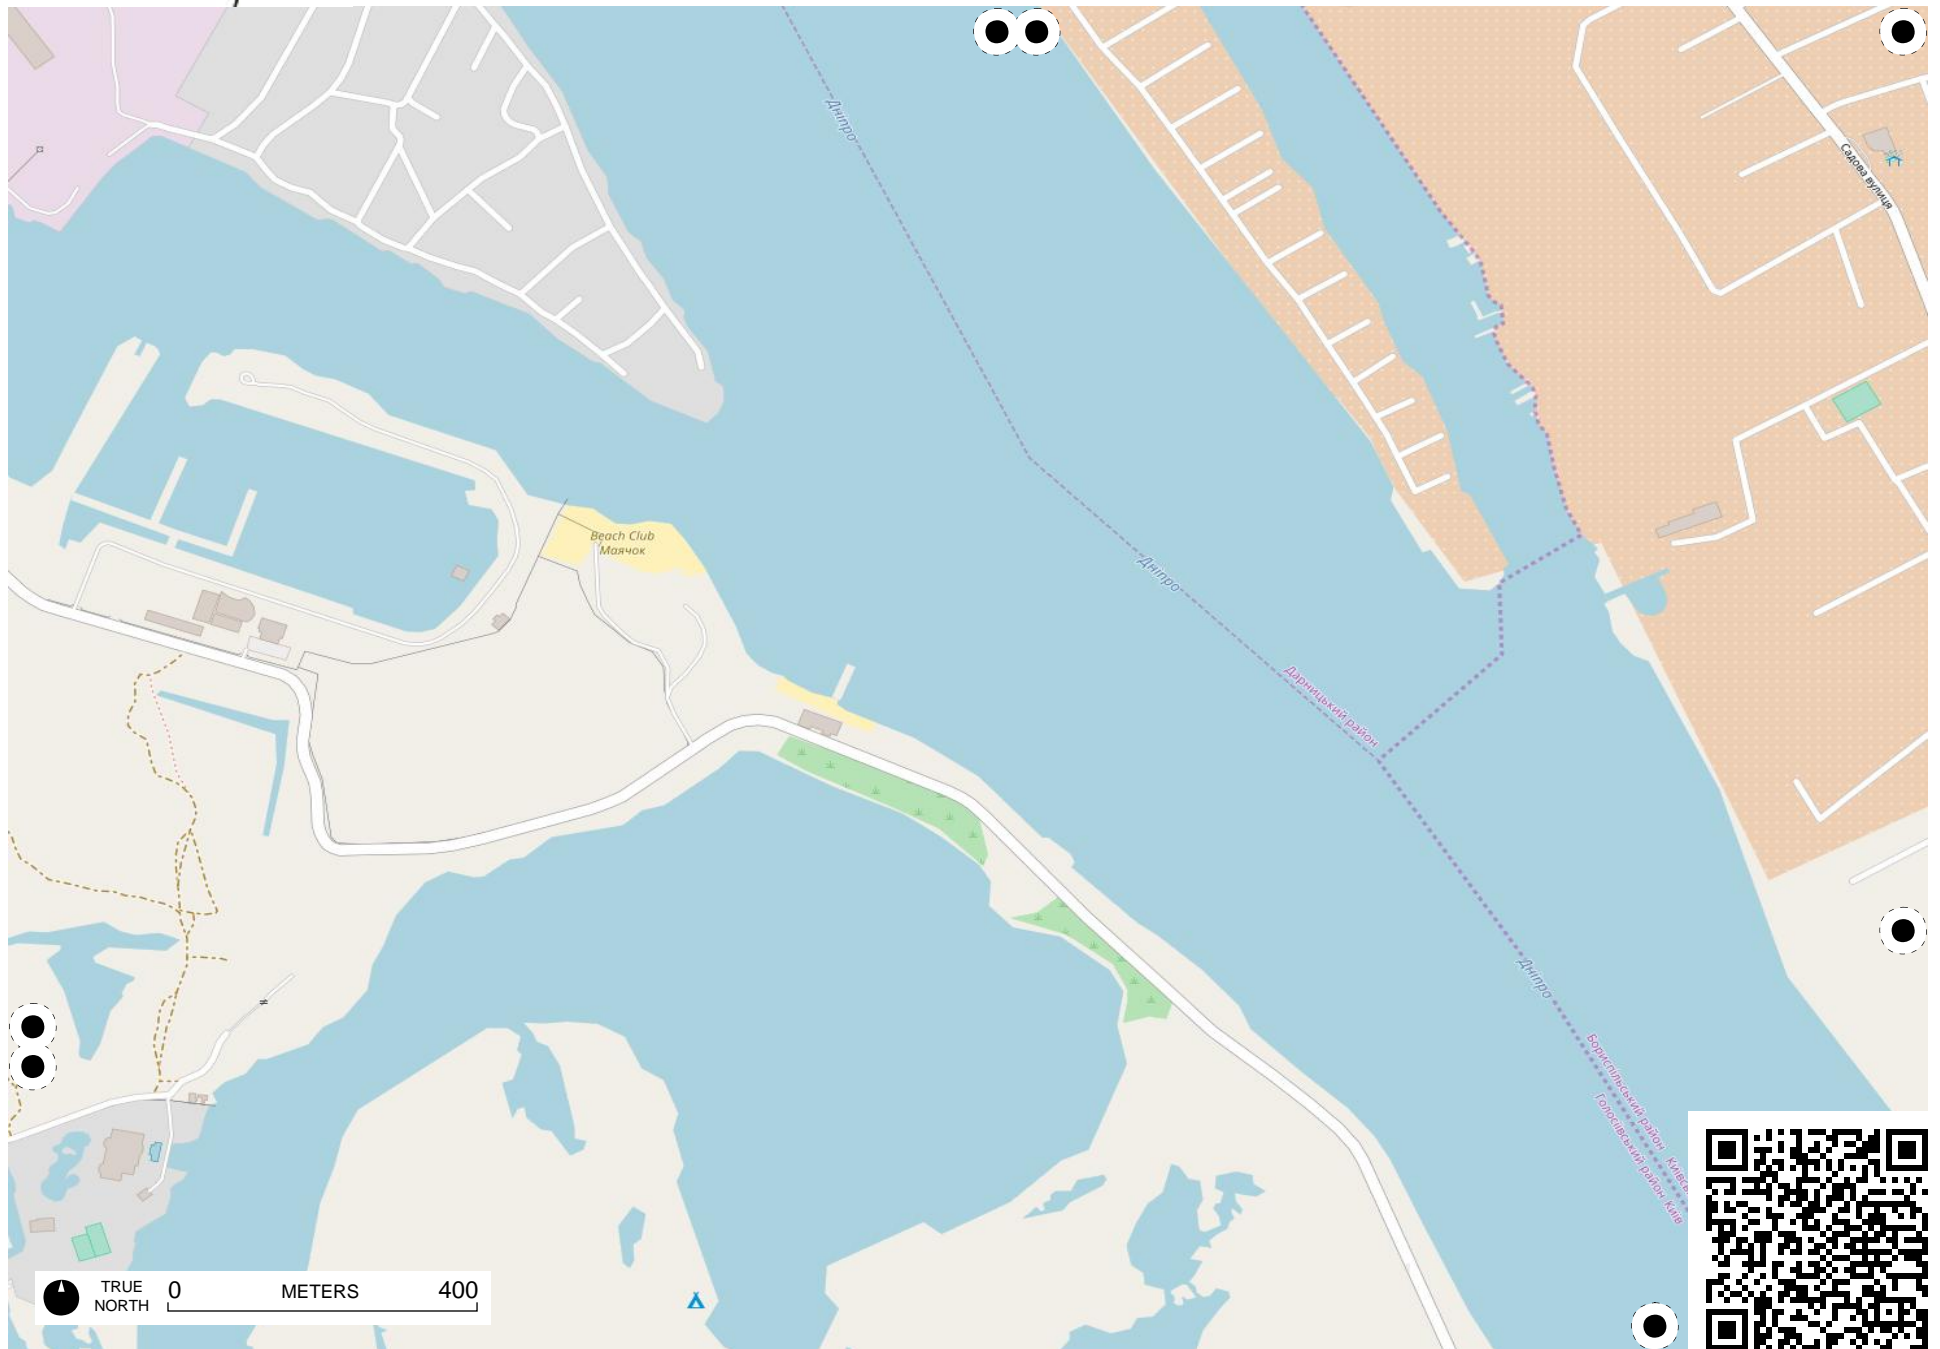 Дніпро
Садова вулиця
Beach Club
Маячок
Дніпро
Дарницький район
Дніпро
Бориспільський район
Голосіївський район
Київ
TRUE
NORTH
0 METERS 400